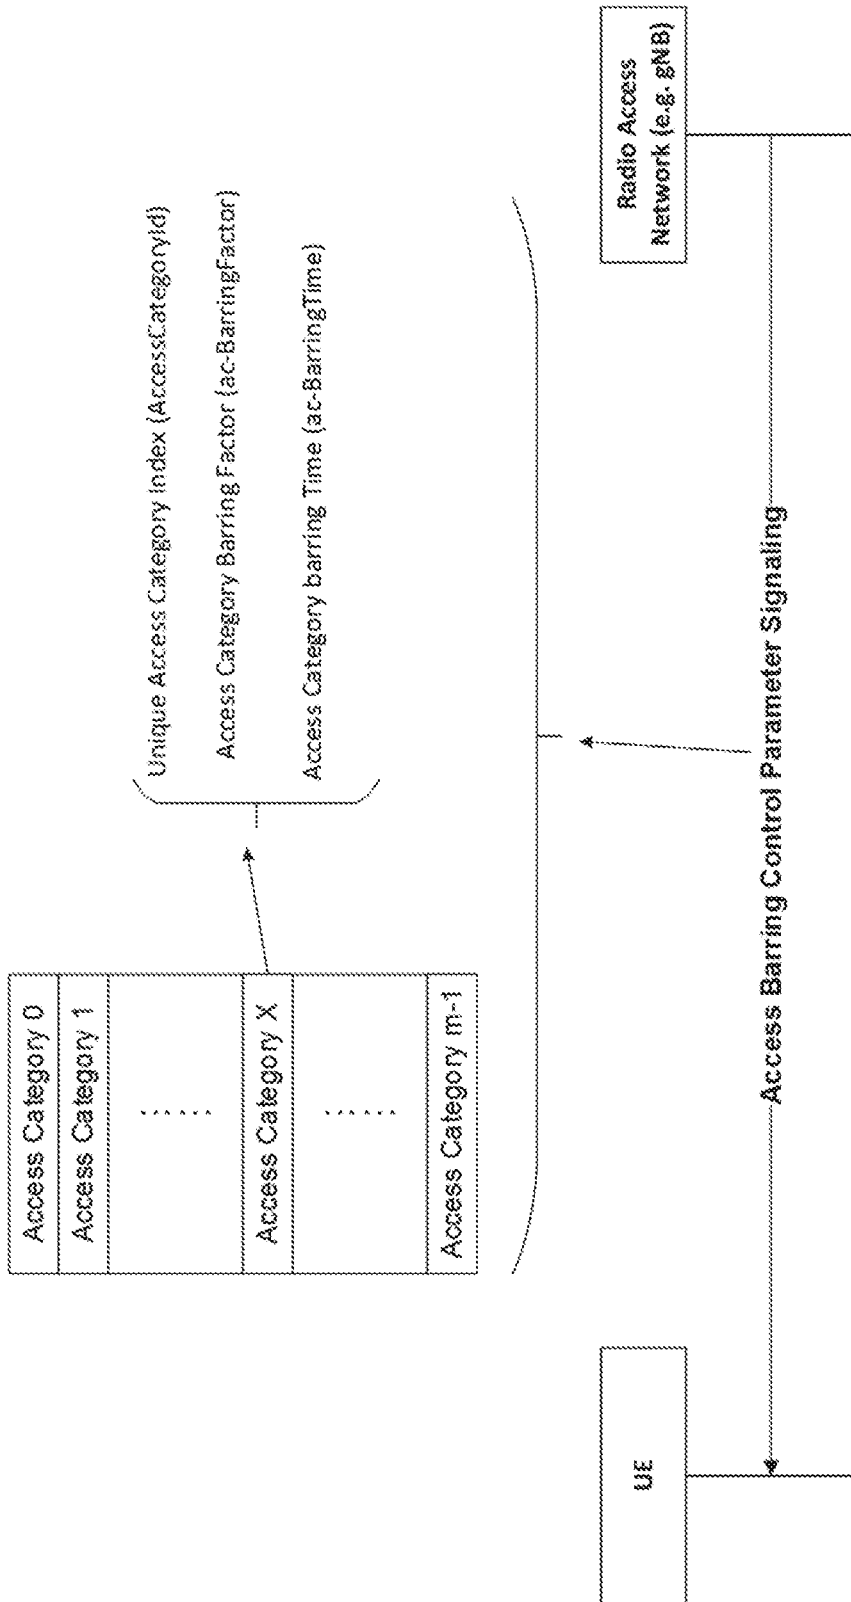 Access Category 0
Access Category 1
......
Access Category X
......
Access Category m-1
Unique Access Category Index (AccessCategoryId)
Access Category Barring Factor (ac-BarringFactor)
Access Category barring Time (ac-BarringTime)
UE
Radio Access
Network (e.g. gNB)
Access Barring Control Parameter Signaling